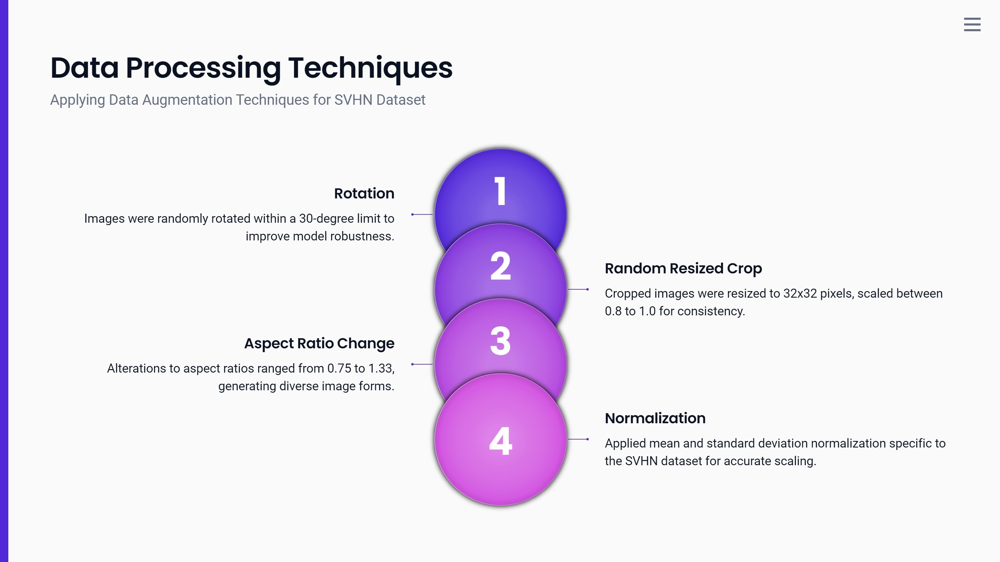 Data Processing Techniques
Applying Data Augmentation Techniques for SVHN Dataset
1
Rotation
Images were randomly rotated within a 30-degree limit to
improve model robustness.
2
Random Resized Crop
Cropped images were resized to 32x32 pixels, scaled between
0.8 to 1.0 for consistency.
3
Aspect Ratio Change
Alterations to aspect ratios ranged from 0.75 to 1.33,
generating diverse image forms.
4
Normalization
Applied mean and standard deviation normalization specific to
the SVHN dataset for accurate scaling.